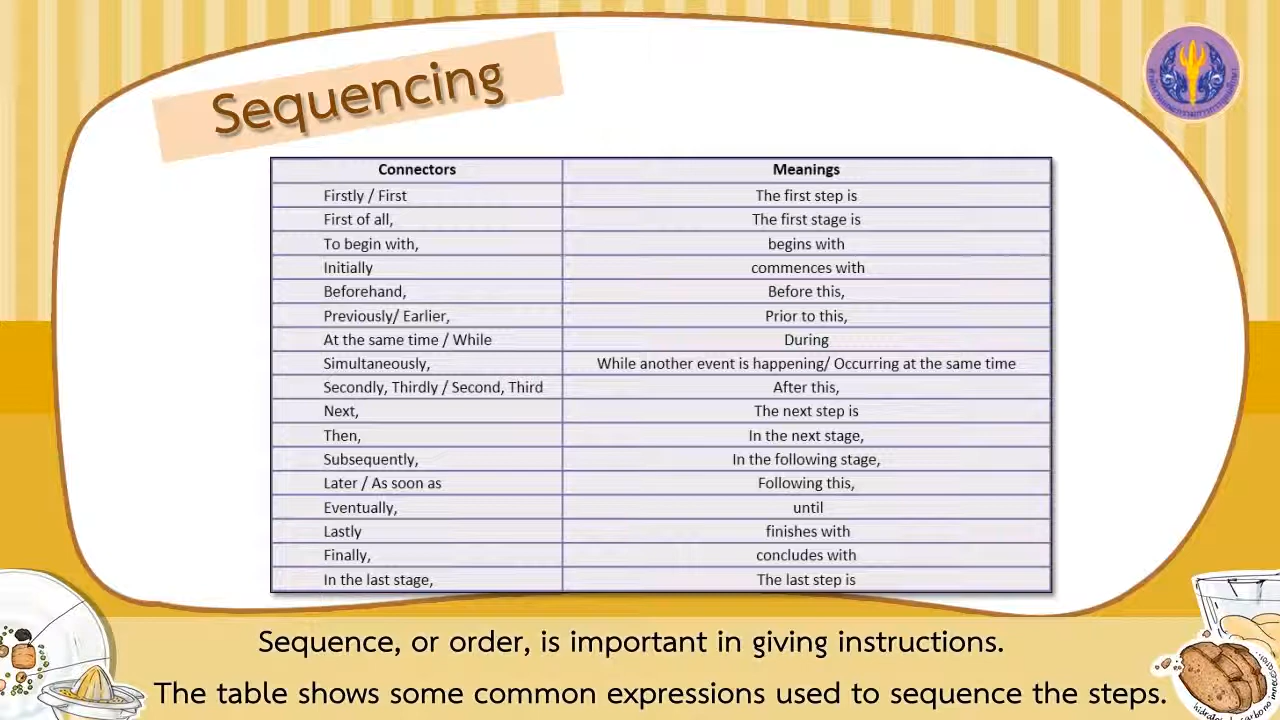 Sequencing
Connectors Meanings
Firstly / First The first step is
First of all, The first stage is
To begin with, begins with
Initially commences with
Beforehand, Before this,
Previously/ Earlier, Prior to this,
At the same time / While During
Simultaneously, While another event is happening/ Occurring at the same time
Secondly, Thirdly / Second, Third After this,
Next, The next step is
Then, In the next stage,
Subsequently, In the following stage,
Later / As soon as Following this,
Eventually, until
Lastly finishes with
Finally, concludes with
In the last stage, The last step is
Sequence, or order, is important in giving instructions.
The table shows some common expressions used to sequence the steps.